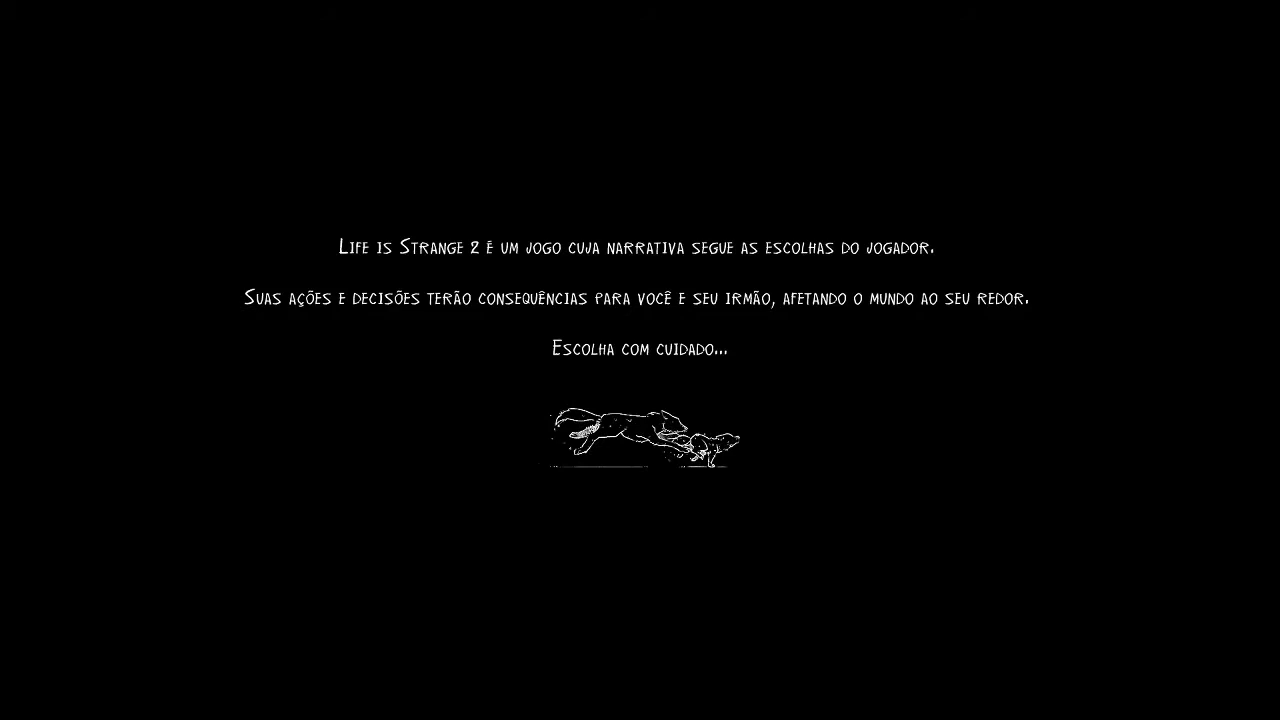 Life is Strange 2 é um jogo cuja narrativa segue as escolhas do jogador.
Suas ações e decisões terão consequências para você e seu irmão, afetando o mundo ao seu redor.
Escolha com cuidado...